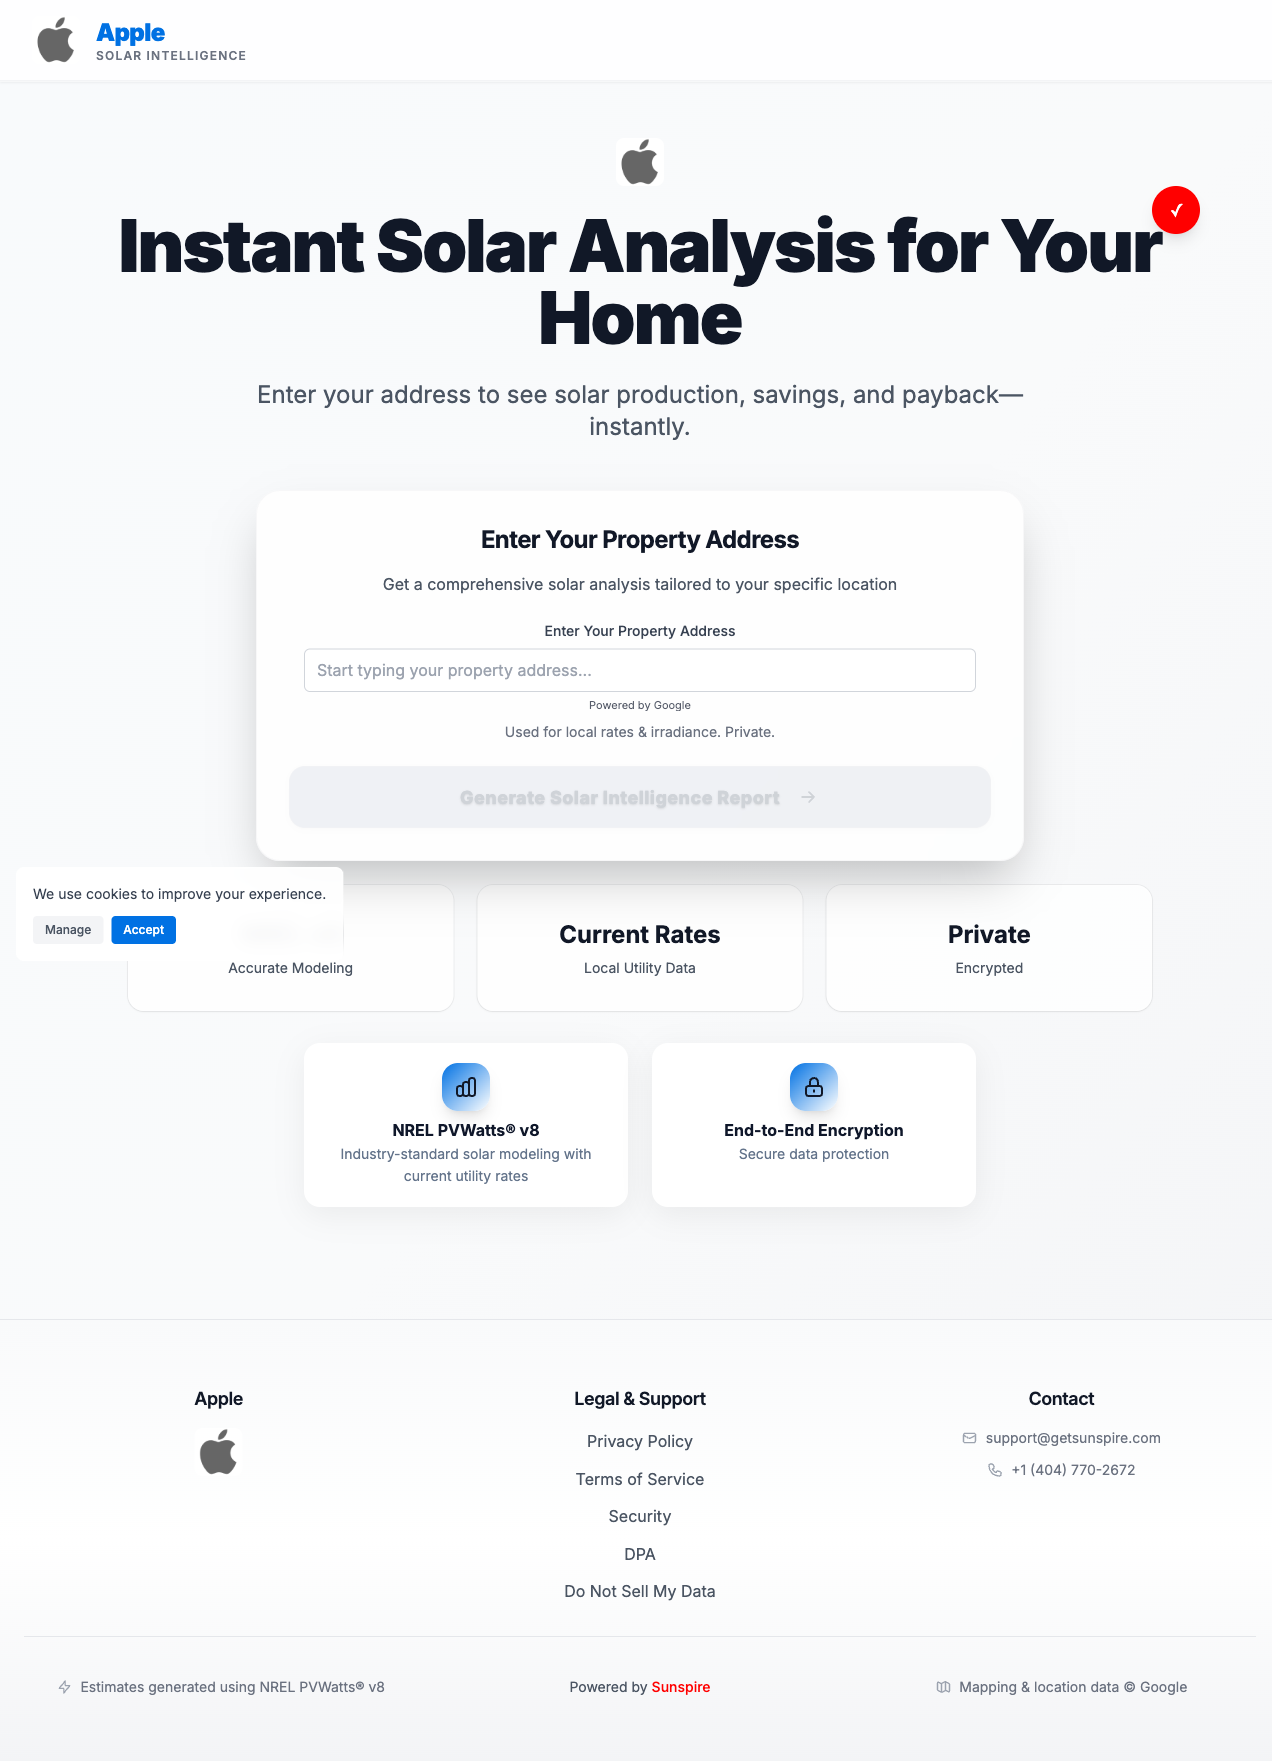 Apple
SOLAR INTELLIGENCE
Instant Solar Analysis for Your
Home
Enter your address to see solar production, savings, and payback—
instantly.
Enter Your Property Address
Get a comprehensive solar analysis tailored to your specific location
Enter Your Property Address
Start typing your property address...
Powered by Google
Used for local rates & irradiance. Private.
Generate Solar Intelligence Report
We use cookies to improve your experience.
Manage
Accept
Accurate Modeling
Current Rates
Local Utility Data
Private
Encrypted
NREL PVWatts® v8
Industry-standard solar modeling with
current utility rates
End-to-End Encryption
Secure data protection
Apple
Legal & Support
Privacy Policy
Terms of Service
Security
DPA
Do Not Sell My Data
Contact
support@getsunspire.com
+1 (404) 770-2672
Estimates generated using NREL PVWatts® v8
Powered by Sunspire
Mapping & location data © Google